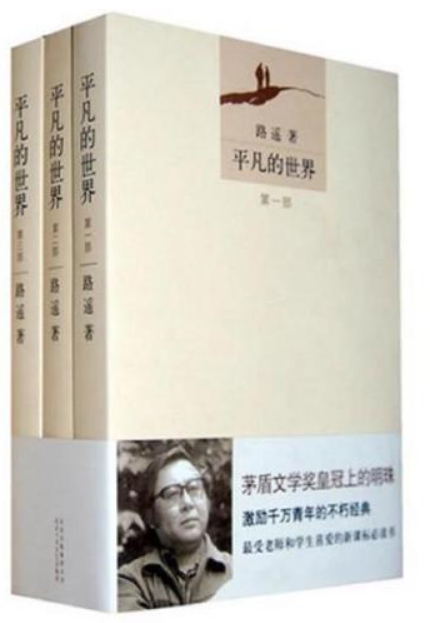 平凡的世界 第三部 路遥 著
平凡的世界 第二部 路遥 著
平凡的世界 第一部 路遥 著
路遥 著
平凡的世界
第一部
茅盾文学奖皇冠上的明珠
激励千万青年的不朽经典
最受老师和学生喜爱的新课标必读书